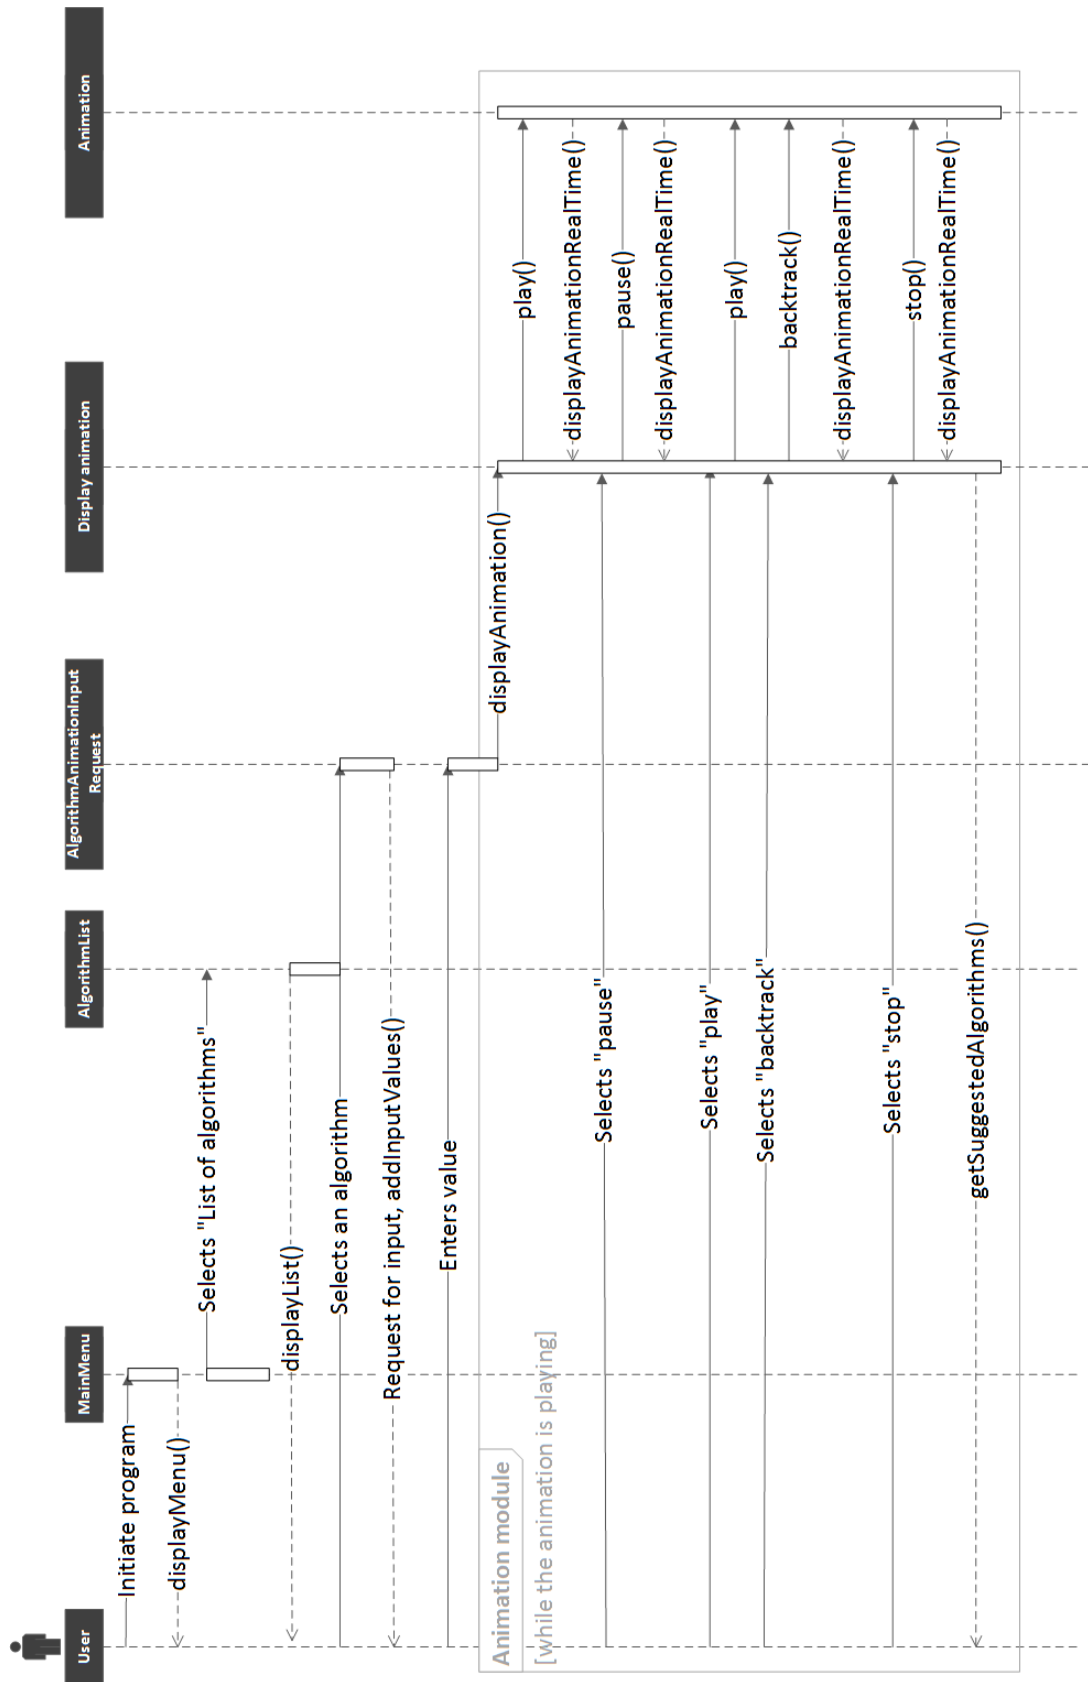 User
MainMenu
AlgorithmList
AlgorithmAnimationInput
Request
Display animation
Animation
Initiate program
displayMenu()
Selects "List of algorithms"
displayList()
Selects an algorithm
Request for input, addInputValues()
Enters value
Animation module
[while the animation is playing]
displayAnimation()
play()
displayAnimationRealTime()
Selects "pause"
pause()
displayAnimationRealTime()
Selects "play"
play()
Selects "backtrack"
backtrack()
displayAnimationRealTime()
Selects "stop"
stop()
displayAnimationRealTime()
getSuggestedAlgorithms()